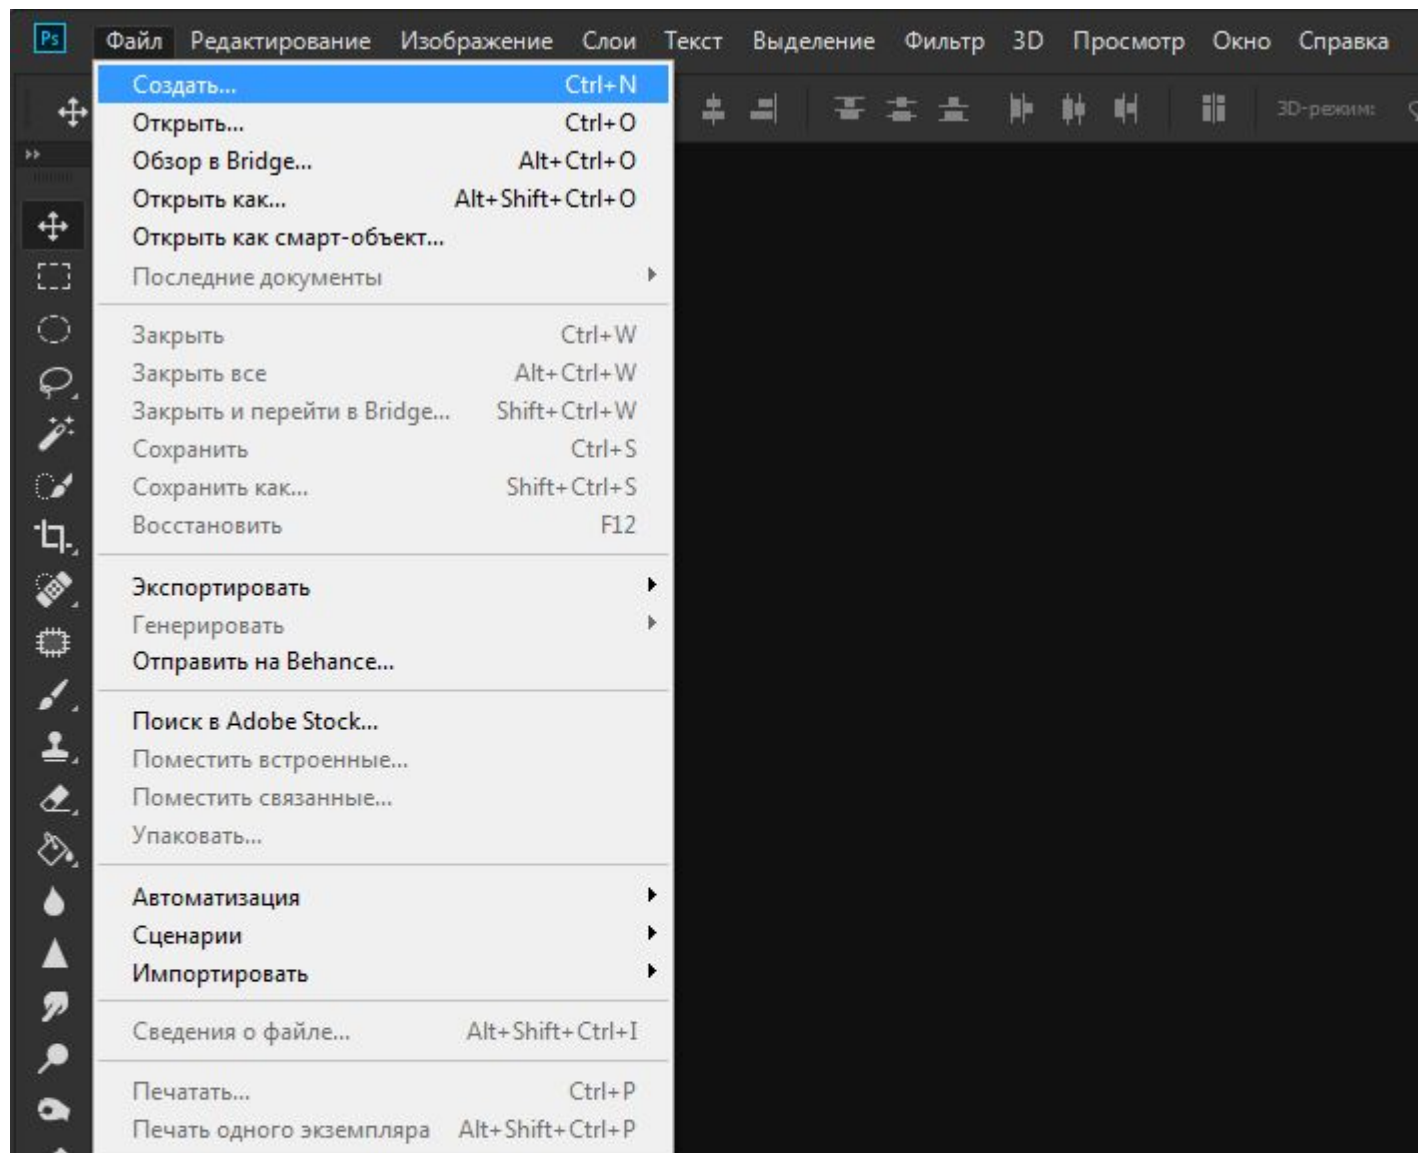 Ps Файл Редактирование Изображение Слои Текст Выделение Фильтр 3D Просмотр Окно Справка
3D-режим:
Создать... Ctrl+N
Открыть... Ctrl+O
Обзор в Bridge... Alt+Ctrl+O
Открыть как... Alt+Shift+Ctrl+O
Открыть как смарт-объект...
Последние документы
Закрыть Ctrl+W
Закрыть все Alt+Ctrl+W
Закрыть и перейти в Bridge... Shift+Ctrl+W
Сохранить Ctrl+S
Сохранить как... Shift+Ctrl+S
Восстановить F12
Экспортировать
Генерировать
Отправить на Behance...
Поиск в Adobe Stock...
Поместить встроенные...
Поместить связанные...
Упаковать...
Автоматизация
Сценарии
Импортировать
Сведения о файле... Alt+Shift+Ctrl+I
Печатать... Ctrl+P
Печать одного экземпляра Alt+Shift+Ctrl+P